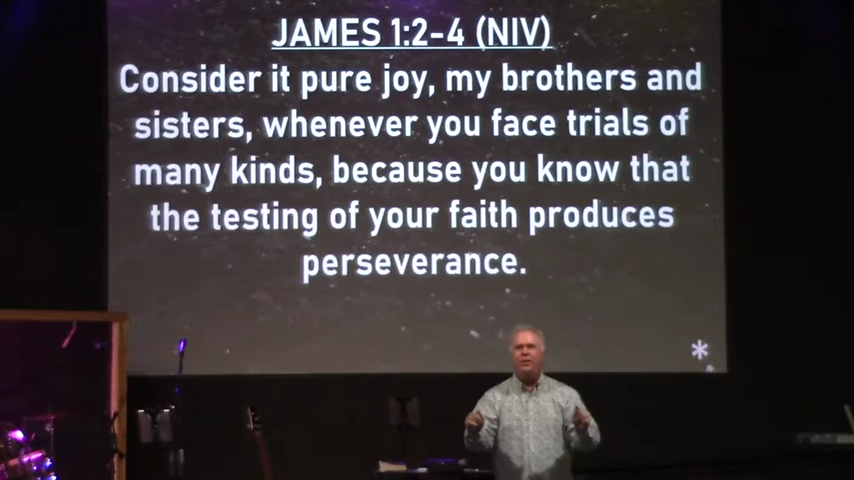 JAMES 1:2-4 (NIV)
Consider it pure joy, my brothers and
sisters, whenever you face trials of
many kinds, because you know that
the testing of your faith produces
perseverance.
*